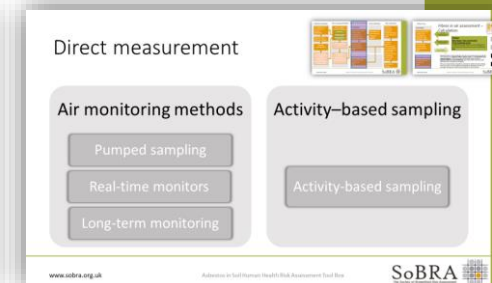 Direct measurement
Air monitoring methods
Pumped sampling
Real-time monitors
Long-term monitoring
Activity–based sampling
Activity-based sampling
www.sobra.org.uk
Asbestos in Soil Human Health Risk Assessment Tool Box
SoBRA